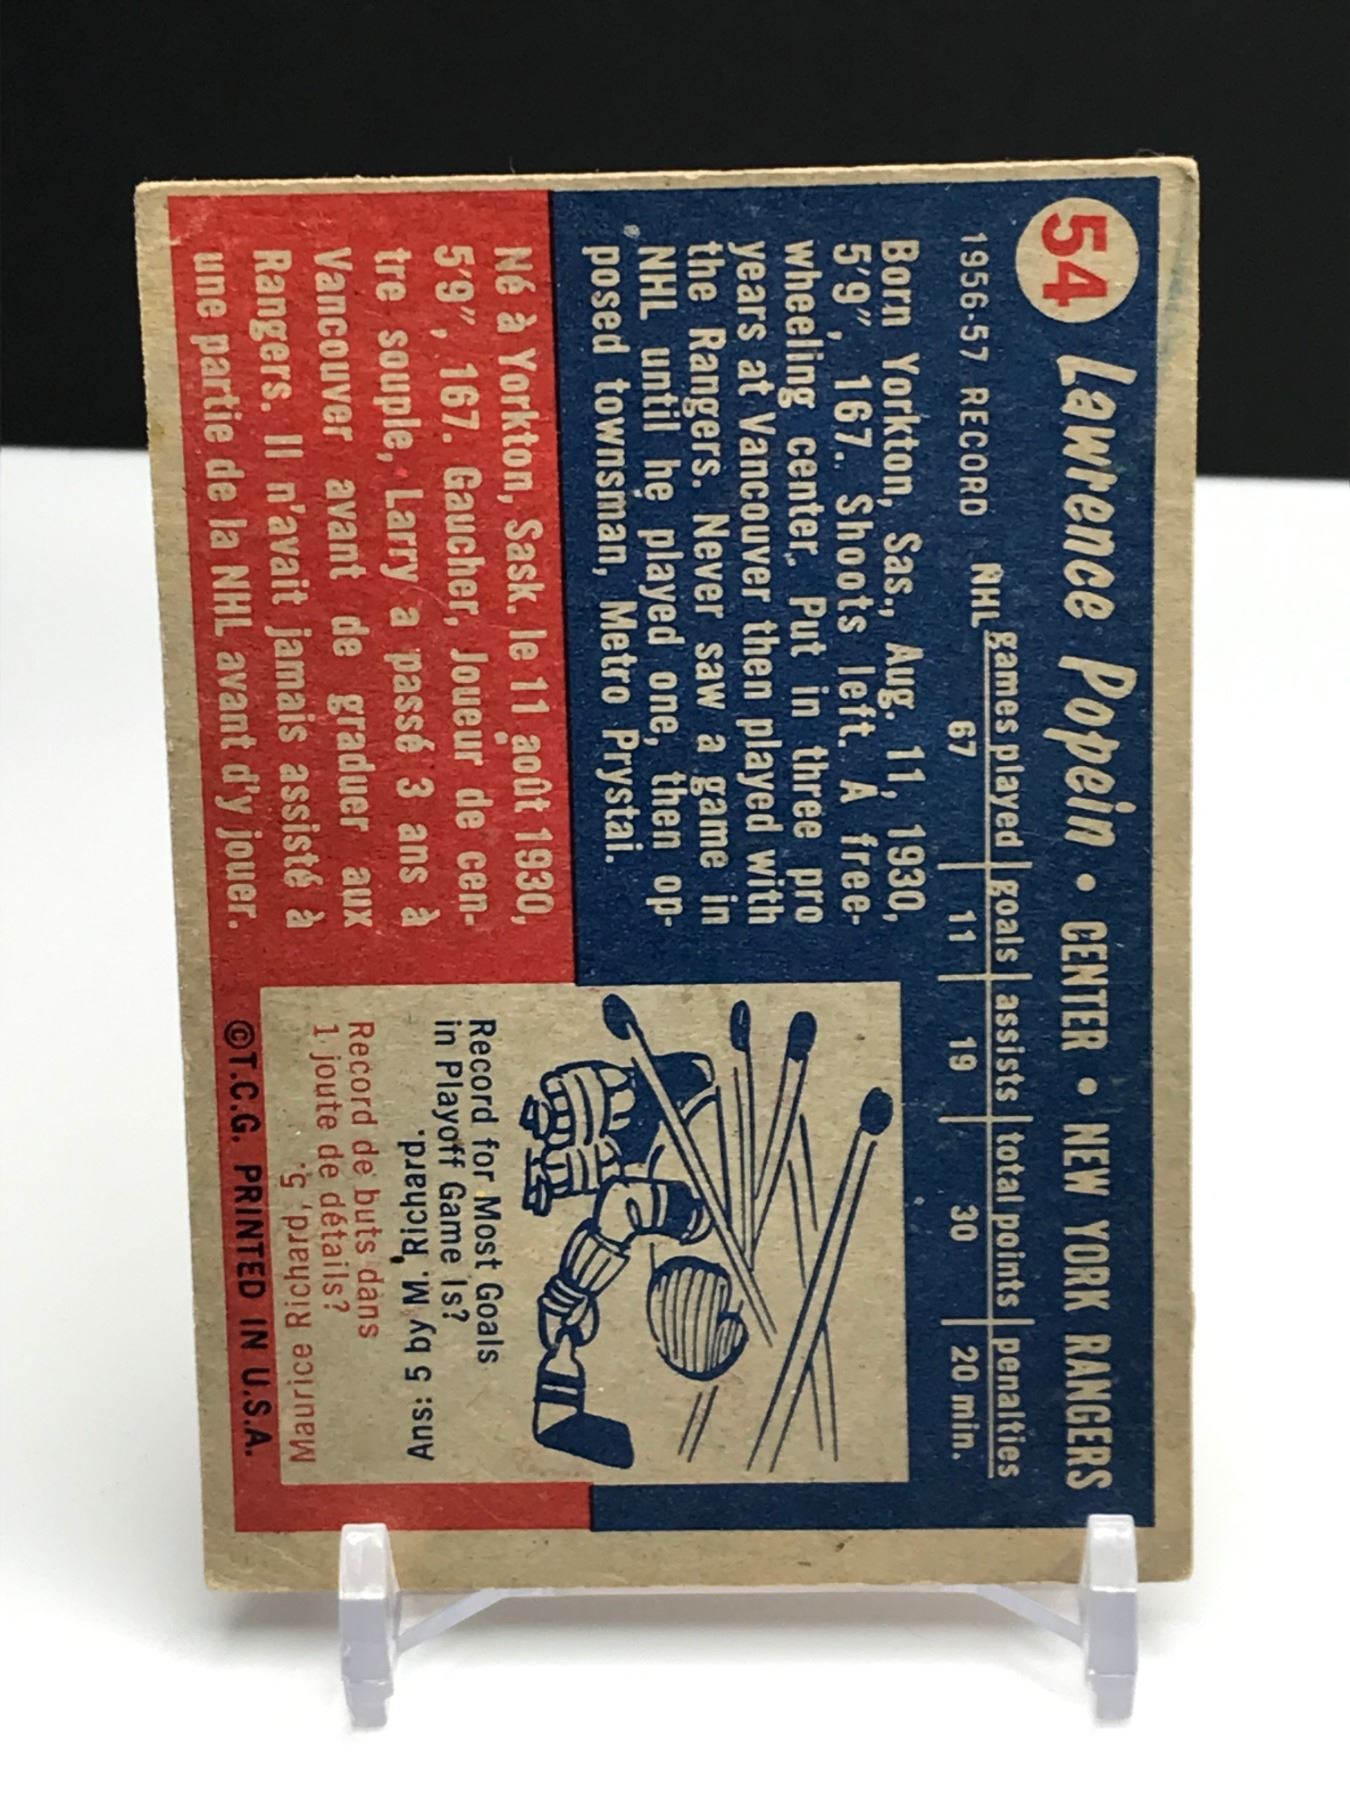 54 Lawrence Popein • CENTER • NEW YORK RANGERS
games played goals assists total points penalties
1956-57 RECORD NHL 67 11 19 30 20 min.
Born Yorkton, Sas., Aug. 11, 1930,
5'9", 167. Shoots left. A free-
wheeling center. Put in three pro
years at Vancouver then played with
the Rangers. Never saw a game in
NHL until he played one, then op-
posed townsman, Metro Prystai.
Né à Yorkton, Sask. le 11 août 1930,
5'9", 167. Gaucher, Joueur de cen-
tre souple, Larry a passé 3 ans à
Vancouver avant de graduer aux
Rangers. Il n'avait jamais assisté à
une partie de la NHL avant d'y jouer.
Record for Most Goals
in Playoff Game is?
Ans: 5 by M. Richard.
Record de buts dans
1 joute de détails?
Maurice Richard, 5.
©T.C.G. PRINTED IN U.S.A.